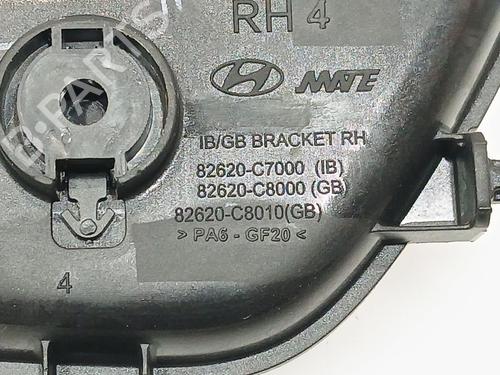 RH 4
MATE
IB/GB BRACKET RH
82620-C7000 (IB)
82620-C8000 (GB)
82620-C8010(GB)
> PA6 - GF20 <
4